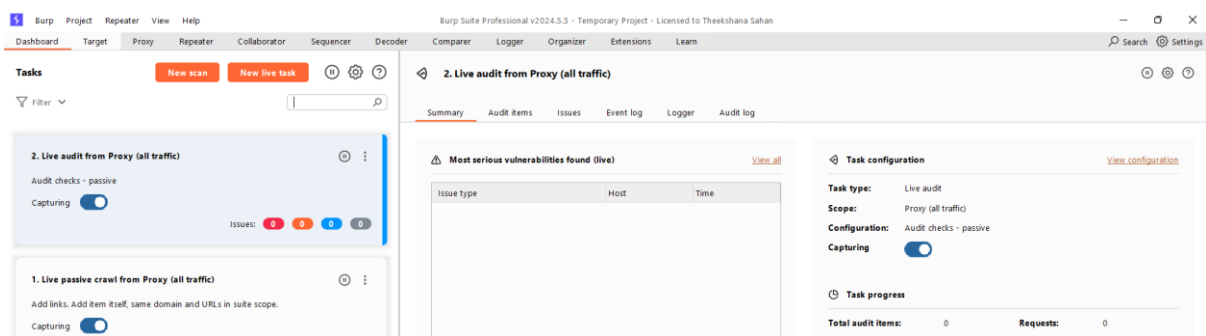 Burp Project Repeater View Help
Burp Suite Professional v2024.5.5 - Temporary Project - Licensed to Theekshana Sahan
Dashboard Target Proxy Repeater Collaborator Sequencer Decoder Comparer Logger Organizer Extensions Learn
Search Settings
Tasks
New scan
New live task
Filter
2. Live audit from Proxy (all traffic)
Audit checks - passive
Capturing
Issues: 0 0 0 0
1. Live passive crawl from Proxy (all traffic)
Add links. Add item itself, same domain and URLs in suite scope.
Capturing
2. Live audit from Proxy (all traffic)
Summary Audit items Issues Event log Logger Audit log
Most serious vulnerabilities found (live) View all
Issue type Host Time
Task configuration View configuration
Task type: Live audit
Scope: Proxy (all traffic)
Configuration: Audit checks - passive
Capturing
Task progress
Total audit items: 0 Requests: 0